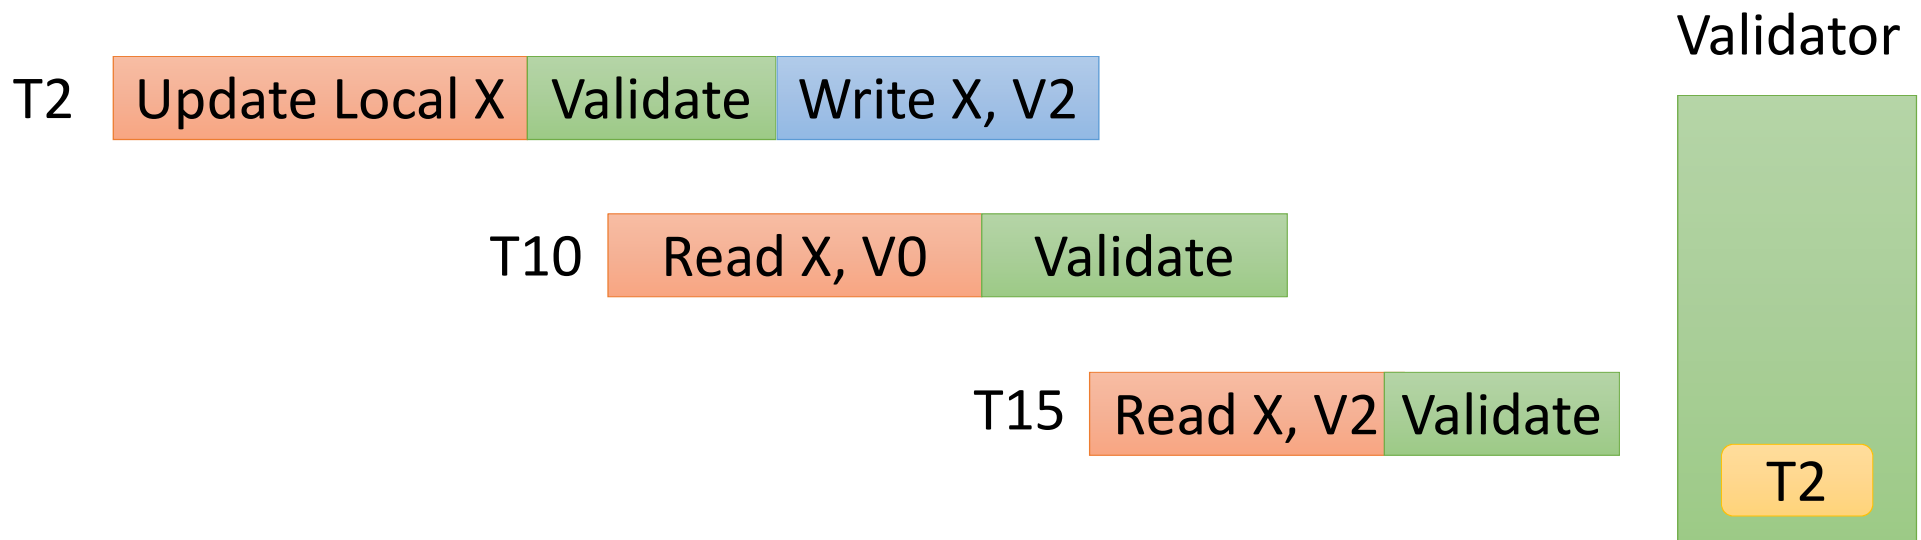 Validator
T2 Update Local X Validate Write X, V2
T10 Read X, V0 Validate
T15 Read X, V2 Validate
T2